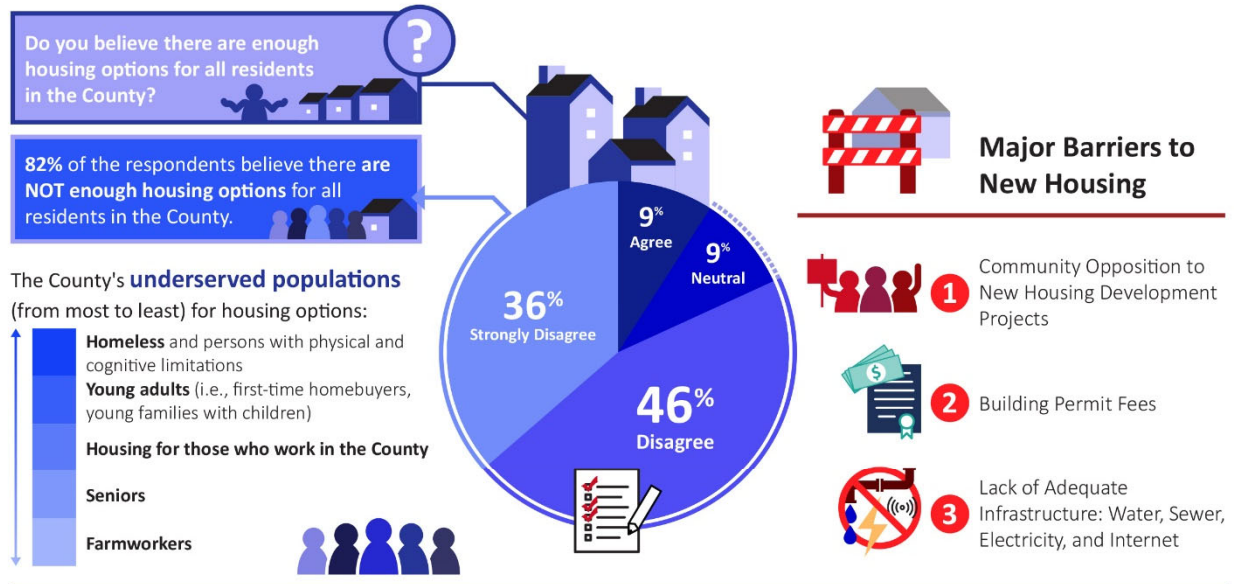 Do you believe there are enough
housing options for all residents
in the County?
?
82% of the respondents believe there are
NOT enough housing options for all
residents in the County.
The County's underserved populations
(from most to least) for housing options:
Homeless and persons with physical and
cognitive limitations
Young adults (i.e., first-time homebuyers,
young families with children)
Housing for those who work in the County
Seniors
Farmworkers
9%
Agree
9%
Neutral
36%
Strongly Disagree
46%
Disagree
Major Barriers to
New Housing
1
Community Opposition to
New Housing Development
Projects
$
2
Building Permit Fees
3
Lack of Adequate
Infrastructure: Water, Sewer,
Electricity, and Internet